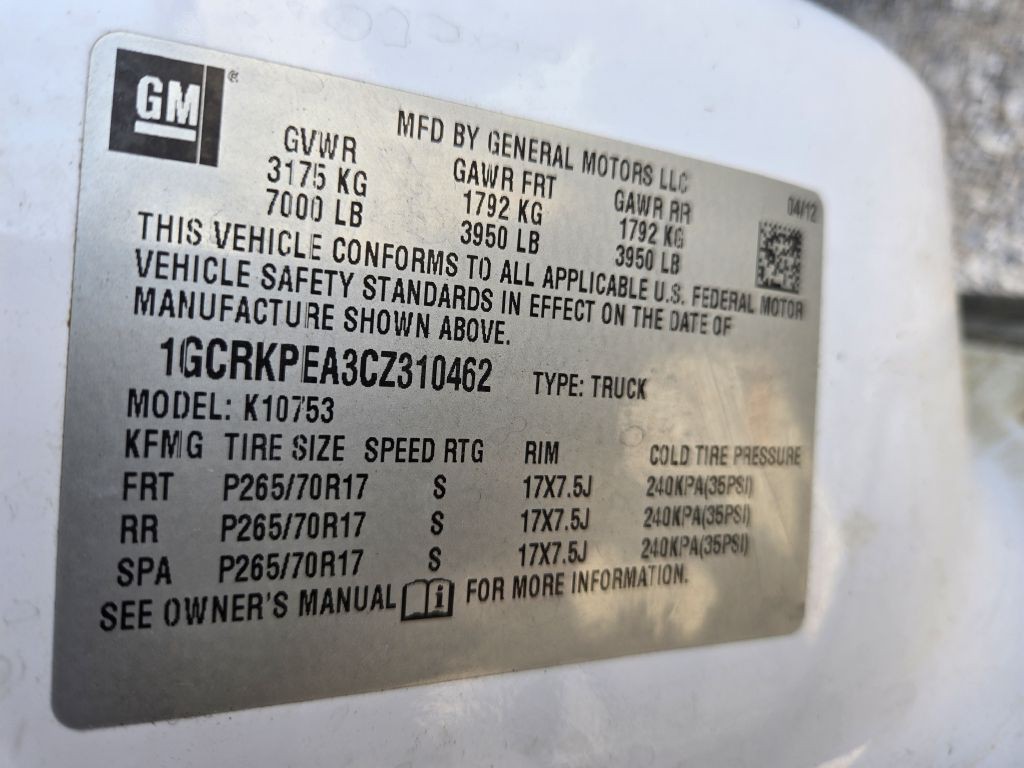 GM ®
MFD BY GENERAL MOTORS LLC
04/12
GVWR GAWR FRT GAWR RR
3175 KG 1792 KG 1792 KG
7000 LB 3950 LB 3950 LB
THIS VEHICLE CONFORMS TO ALL APPLICABLE U.S. FEDERAL MOTOR
VEHICLE SAFETY STANDARDS IN EFFECT ON THE DATE OF
MANUFACTURE SHOWN ABOVE.
1GCRKPEA3CZ310462 TYPE: TRUCK
MODEL: K10753
KFMG TIRE SIZE SPEED RTG RIM COLD TIRE PRESSURE
FRT P265/70R17 S 17X7.5J 240KPA(35PSI)
RR P265/70R17 S 17X7.5J 240KPA(35PSI)
SPA P265/70R17 S 17X7.5J 240KPA(35PSI)
SEE OWNER'S MANUAL i FOR MORE INFORMATION.